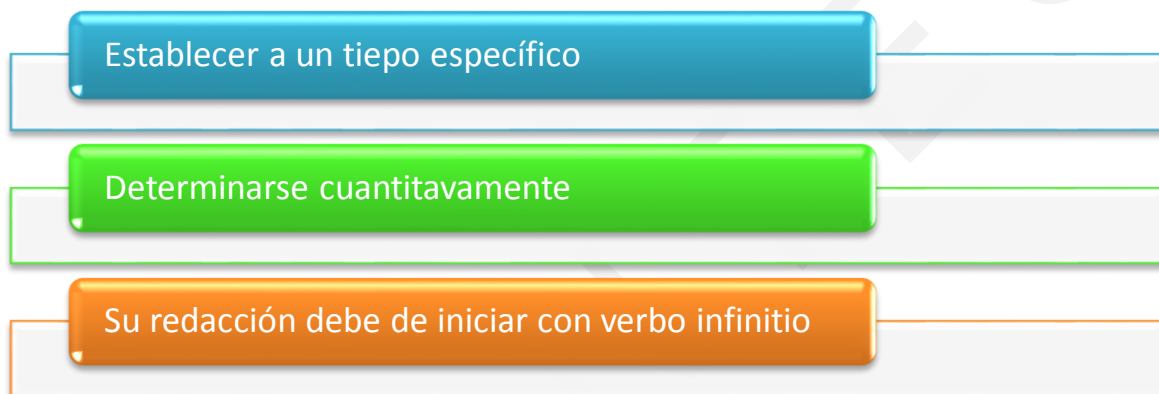 Establecer a un tiepo específico
Determinarse cuantitavamente
Su redacción debe de iniciar con verbo infinitio